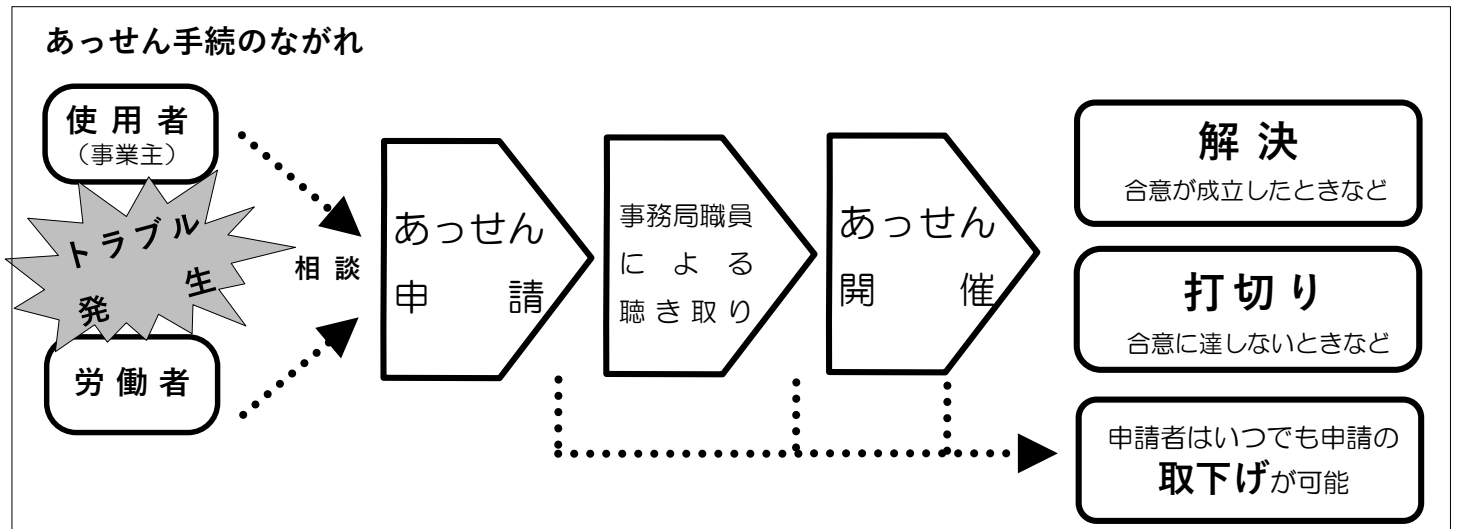 あっせん手続のながれ
使用者
（事業主）
トラブル
発生
労働者
相談
あっせん
申請
事務局職員
による
聴き取り
あっせん
開催
解決
合意が成立したときなど
打切り
合意に達しないときなど
申請者はいつでも申請の
取下げが可能